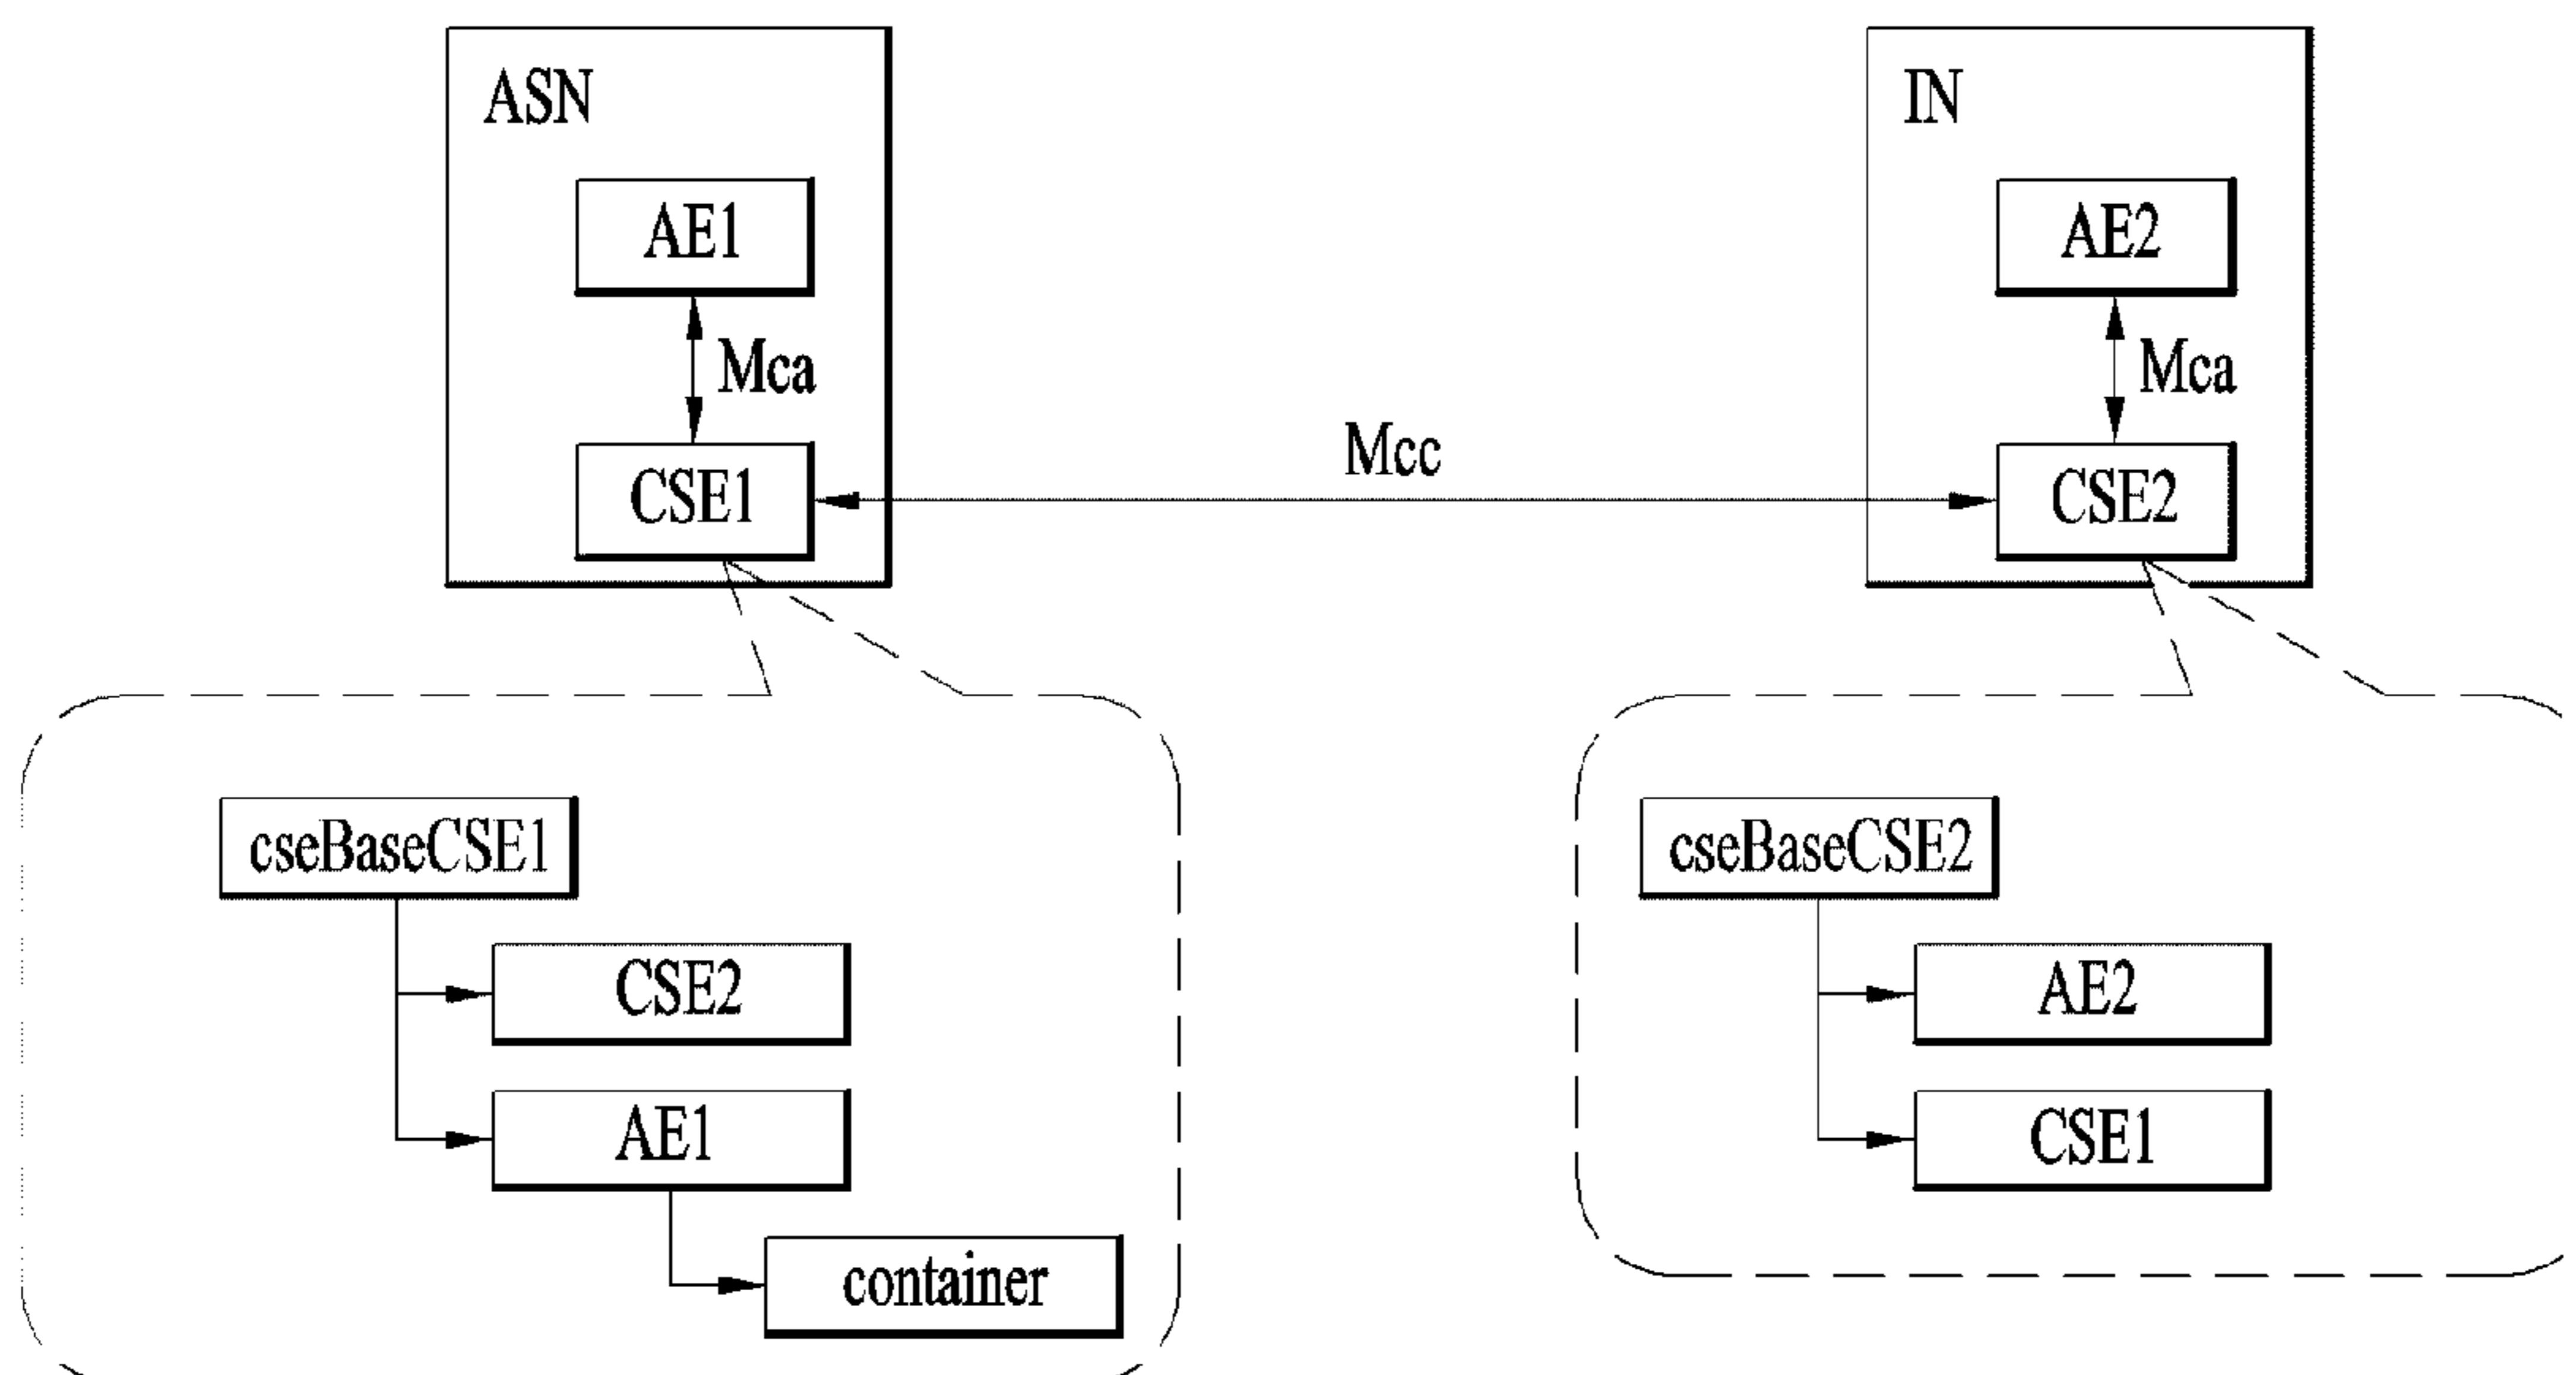 ASN
AE1
Mca
CSE1
Mcc
IN
AE2
Mca
CSE2
cseBaseCSE1
CSE2
AE1
container
cseBaseCSE2
AE2
CSE1